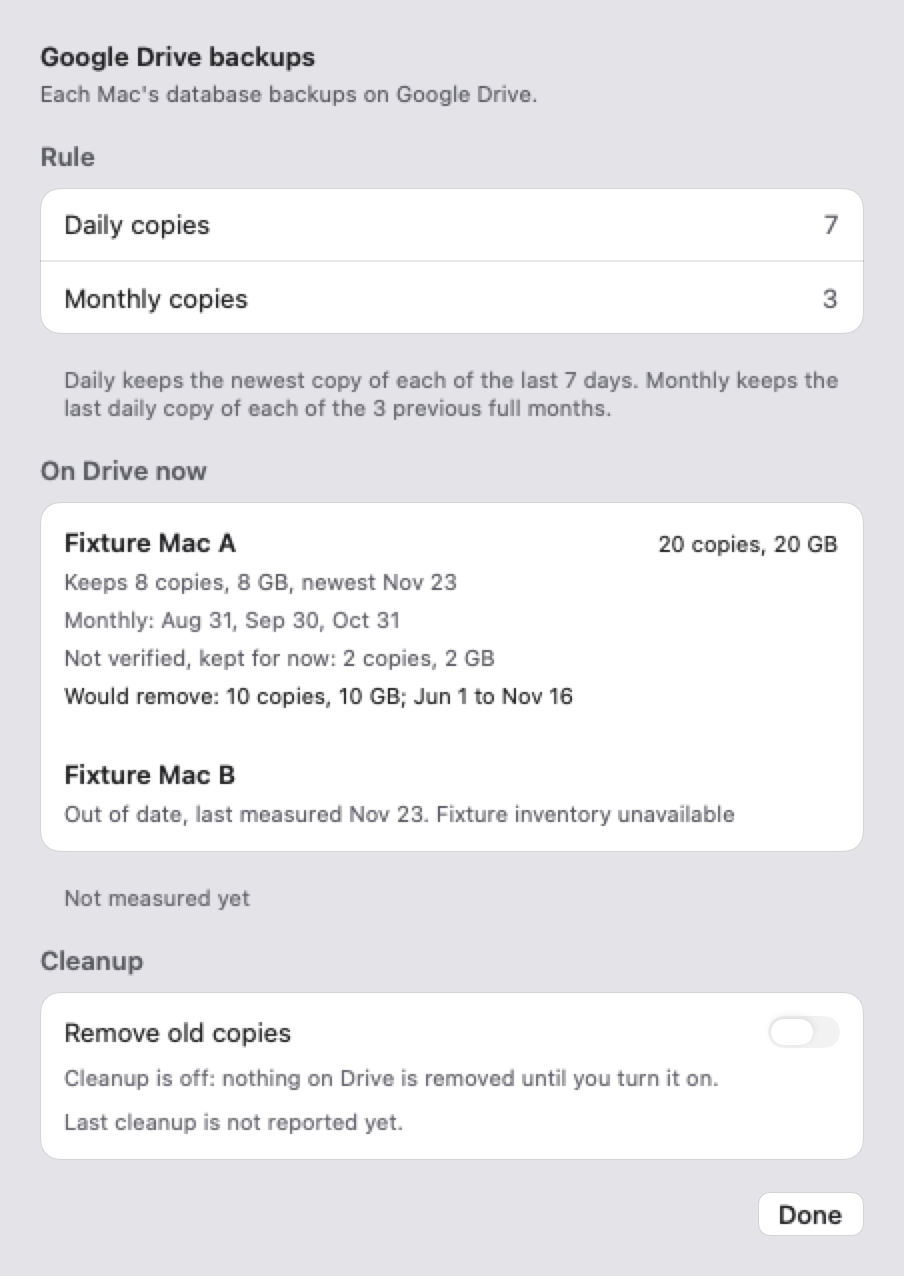 Google Drive backups
Each Mac's database backups on Google Drive.
Rule
Daily copies 7
Monthly copies 3
Daily keeps the newest copy of each of the last 7 days. Monthly keeps the
last daily copy of each of the 3 previous full months.
On Drive now
Fixture Mac A 20 copies, 20 GB
Keeps 8 copies, 8 GB, newest Nov 23
Monthly: Aug 31, Sep 30, Oct 31
Not verified, kept for now: 2 copies, 2 GB
Would remove: 10 copies, 10 GB; Jun 1 to Nov 16
Fixture Mac B
Out of date, last measured Nov 23. Fixture inventory unavailable
Not measured yet
Cleanup
Remove old copies
Cleanup is off: nothing on Drive is removed until you turn it on.
Last cleanup is not reported yet.
Done